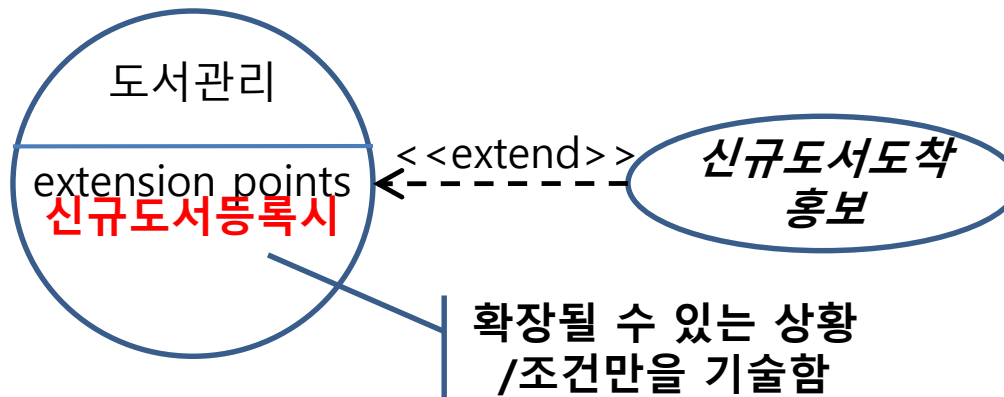 도서관리
extension points
신규도서뜽록시
<<extend>>
신규도서도착
홍보
확장될 수 있는 상황
/조건만을 기술함